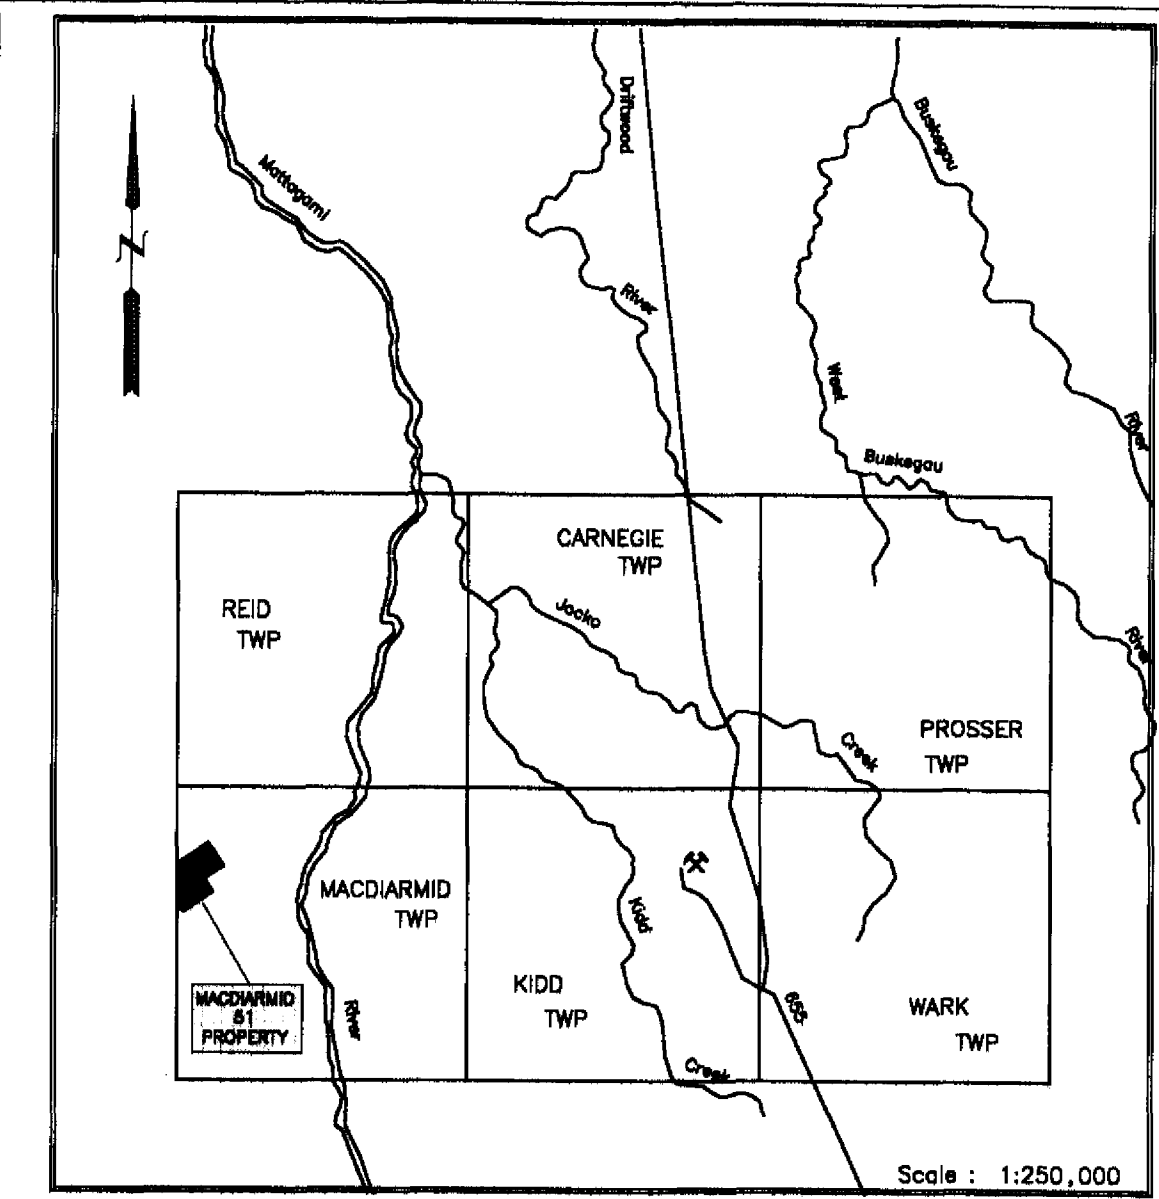 Driftwood
Buskegau
Mattagami
N
River
West
River
Buskegau
CARNEGIE
TWP
REID
TWP
Jocko
River
PROSSER
TWP
Creek
MACDIARMID
TWP
Kidd
KIDD
TWP
MACDIARMID
61
PROPERTY
River
655
WARK
TWP
Creek
Scale : 1:250,000